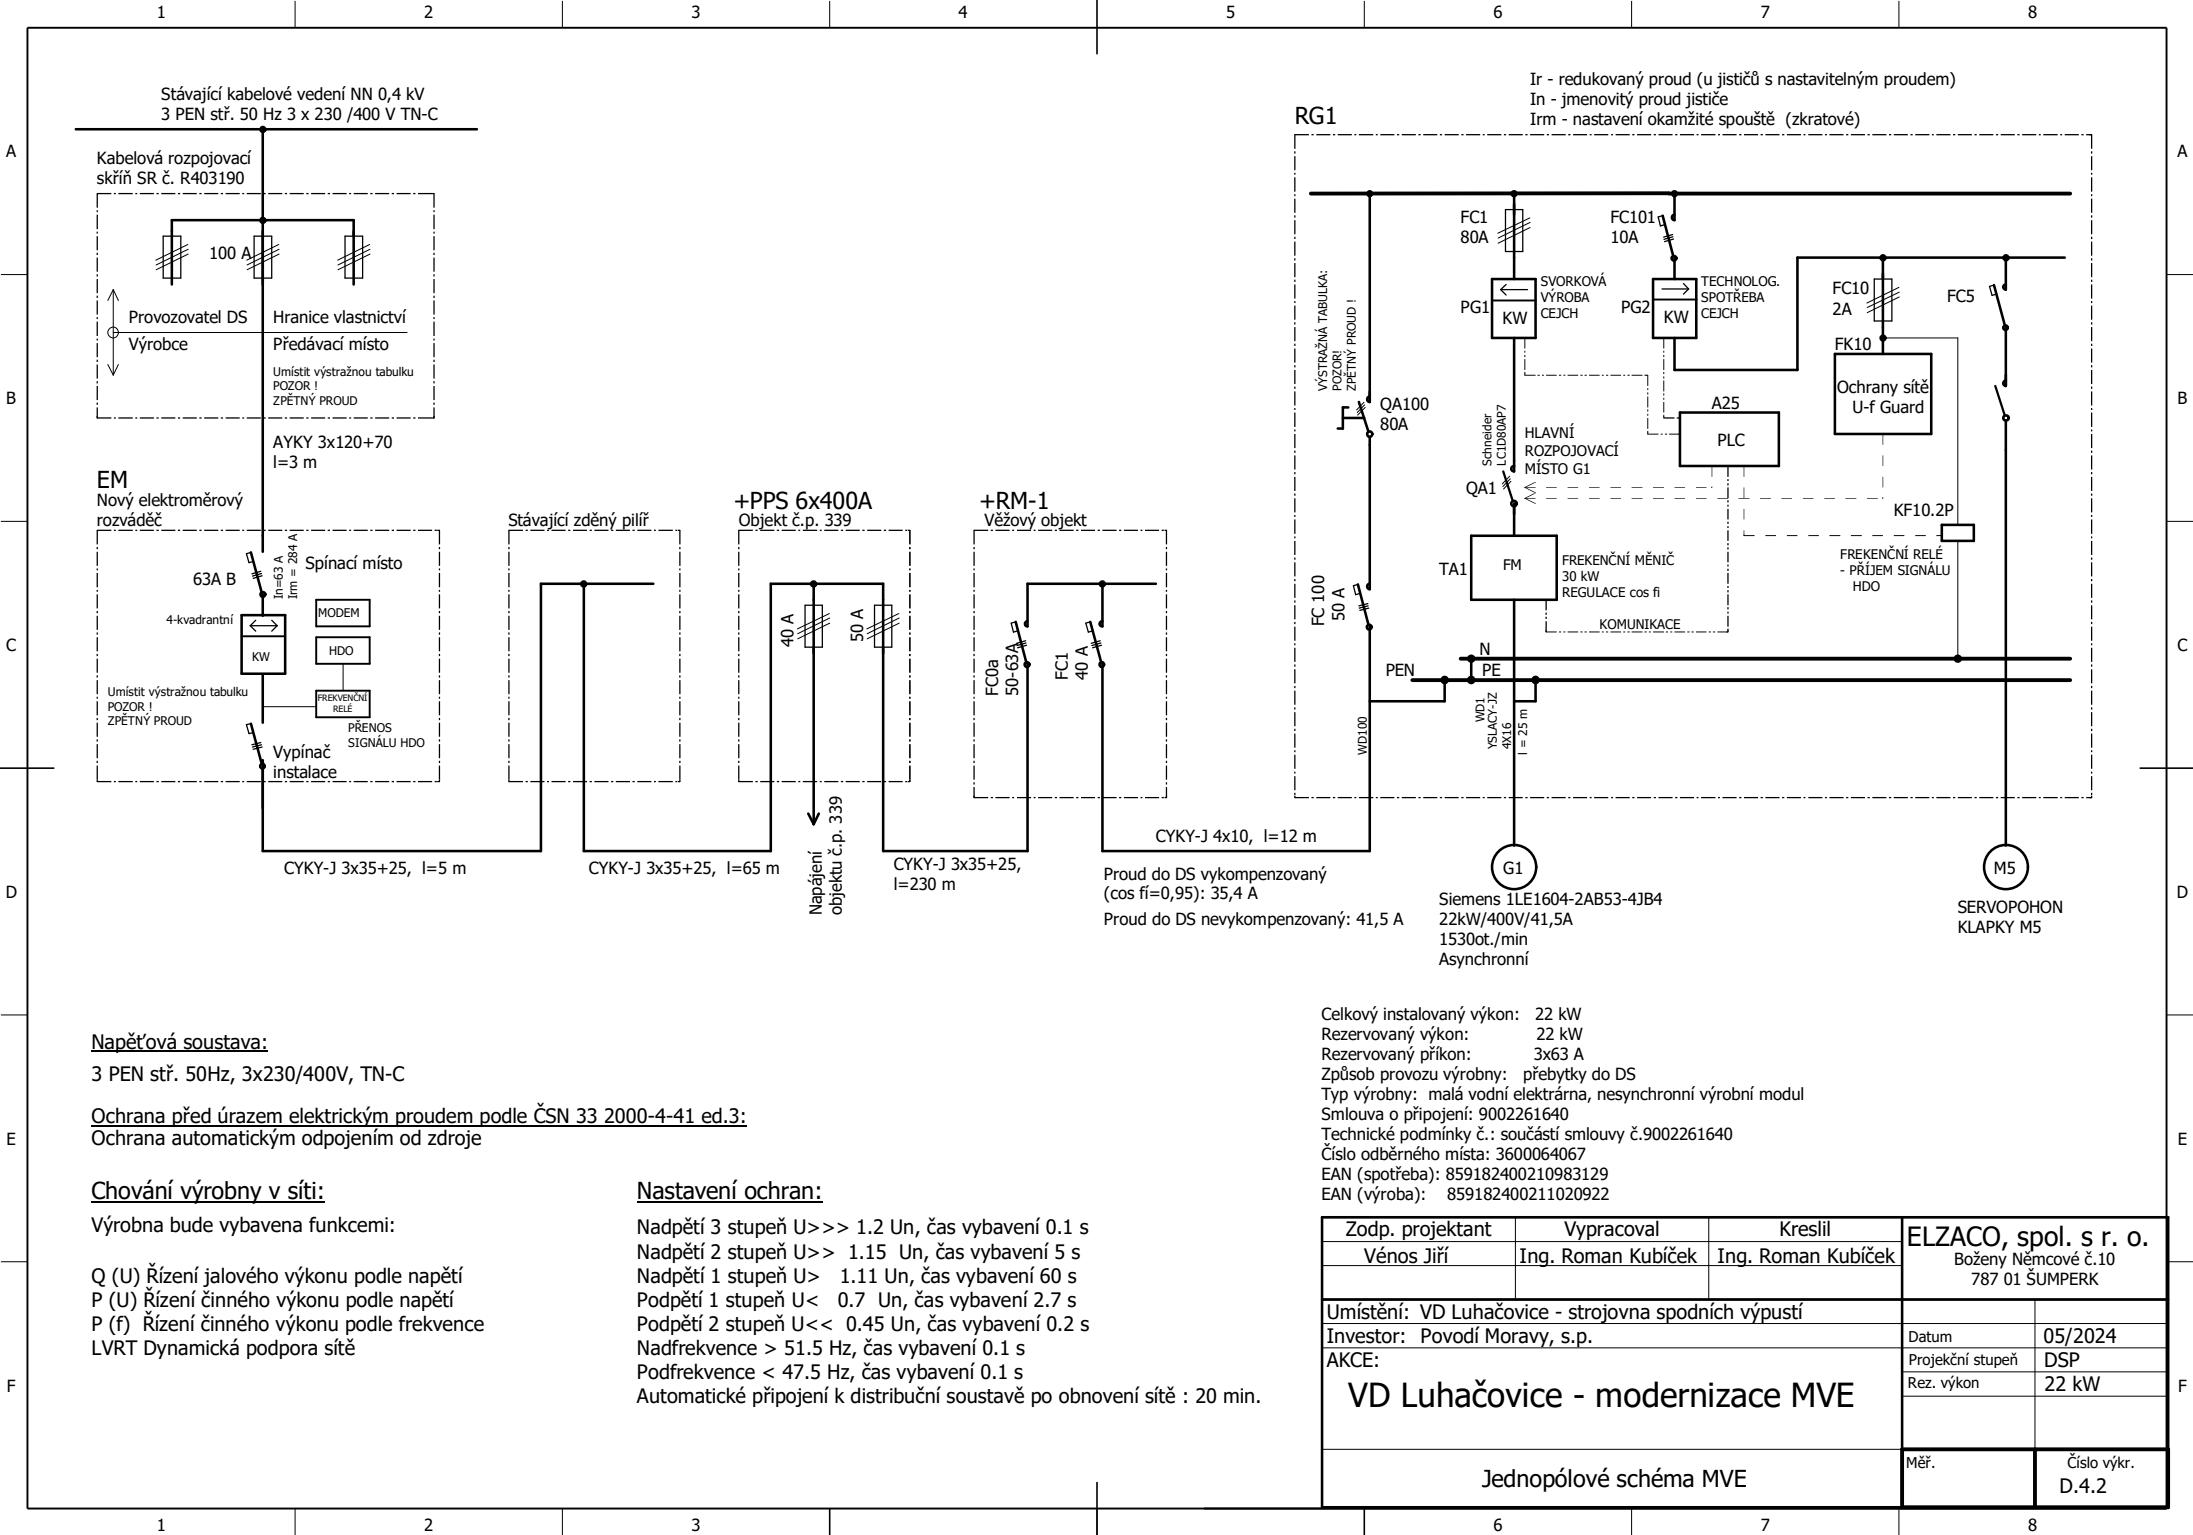 1 2 3 4 5 6 7 8
A
B
C
D
E
F
Stávající kabelové vedení NN 0,4 kV
3 PEN stř. 50 Hz 3 x 230 /400 V TN-C
Kabelová rozpojovací
skříň SR č. R403190
100 A
Provozovatel DS
Hranice vlastnictví
Výrobce
Předávací místo
Umístit výstražnou tabulku
POZOR !
ZPĚTNÝ PROUD
AYKY 3x120+70
l=3 m
EM
Nový elektroměrový
rozváděč
63A B
In=63 A
Irm = 284 A
Spínací místo
4-kvadrantní
KW
MODEM
HDO
FREKVENČNÍ
RELÉ
PŘENOS
SIGNÁLU HDO
Umístit výstražnou tabulku
POZOR !
ZPĚTNÝ PROUD
Vypínač
instalace
CYKY-J 3x35+25, l=5 m
Stávající zděný pilíř
CYKY-J 3x35+25, l=65 m
+PPS 6x400A
Objekt č.p. 339
40 A
50 A
Napájení
objektu č.p. 339
CYKY-J 3x35+25,
l=230 m
+RM-1
Věžový objekt
FC0a
50-63A
FC1
40 A
CYKY-J 4x10, l=12 m
Proud do DS vykompenzovaný
(cos fí=0,95): 35,4 A
Proud do DS nevykompenzovaný: 41,5 A
Ir - redukovaný proud (u jističů s nastavitelným proudem)
In - jmenovitý proud jističe
Irm - nastavení okamžité spouště (zkratové)
RG1
VÝSTRAŽNÁ TABULKA:
POZOR!
ZPĚTNÝ PROUD !
QA100
80A
FC 100
50 A
WD100
FC1
80A
PG1
KW
SVORKOVÁ
VÝROBA
CEJCH
Schneider
LC1D80AP7
HLAVNÍ
ROZPOJOVACÍ
MÍSTO G1
QA1
TA1
FM
FREKENČNÍ MĚNIČ
30 kW
REGULACE cos fi
KOMUNIKACE
FC101
10A
PG2
KW
TECHNOLOG.
SPOTŘEBA
CEJCH
A25
PLC
FC10
2A
FK10
Ochrany sítě
U-f Guard
FC5
KF10.2P
FREKENČNÍ RELÉ
- PŘÍJEM SIGNÁLU
HDO
N
PEN
PE
WD1
YSLACY-JZ
4X16
l = 25 m
G1
Siemens 1LE1604-2AB53-4JB4
22kW/400V/41,5A
1530ot./min
Asynchronní
M5
SERVOPOHON
KLAPKY M5
Napěťová soustava:
3 PEN stř. 50Hz, 3x230/400V, TN-C
Ochrana před úrazem elektrickým proudem podle ČSN 33 2000-4-41 ed.3:
Ochrana automatickým odpojením od zdroje
Chování výrobny v síti:
Výrobna bude vybavena funkcemi:
Q (U) Řízení jalového výkonu podle napětí
P (U) Řízení činného výkonu podle napětí
P (f) Řízení činného výkonu podle frekvence
LVRT Dynamická podpora sítě
Nastavení ochran:
Nadpětí 3 stupeň U>>> 1.2 Un, čas vybavení 0.1 s
Nadpětí 2 stupeň U>> 1.15 Un, čas vybavení 5 s
Nadpětí 1 stupeň U> 1.11 Un, čas vybavení 60 s
Podpětí 1 stupeň U< 0.7 Un, čas vybavení 2.7 s
Podpětí 2 stupeň U<< 0.45 Un, čas vybavení 0.2 s
Nadfrekvence > 51.5 Hz, čas vybavení 0.1 s
Podfrekvence < 47.5 Hz, čas vybavení 0.1 s
Automatické připojení k distribuční soustavě po obnovení sítě : 20 min.
Celkový instalovaný výkon: 22 kW
Rezervovaný výkon: 22 kW
Rezervovaný příkon: 3x63 A
Způsob provozu výrobny: přebytky do DS
Typ výrobny: malá vodní elektrárna, nesynchronní výrobní modul
Smlouva o připojení: 9002261640
Technické podmínky č.: součástí smlouvy č.9002261640
Číslo odběrného místa: 3600064067
EAN (spotřeba): 859182400210983129
EAN (výroba): 859182400211020922
Zodp. projektant Vypracoval Kreslil
Vénos Jiří Ing. Roman Kubíček Ing. Roman Kubíček
ELZACO, spol. s r. o.
Boženy Němcové č.10
787 01 ŠUMPERK
Umístění: VD Luhačovice - strojovna spodních výpustí
Investor: Povodí Moravy, s.p.
AKCE:
VD Luhačovice - modernizace MVE
Datum 05/2024
Projekční stupeň DSP
Rez. výkon 22 kW
Jednopólové schéma MVE
Měř.
Číslo výkr.
D.4.2
A
B
C
D
E
F
1 2 3 6 7 8